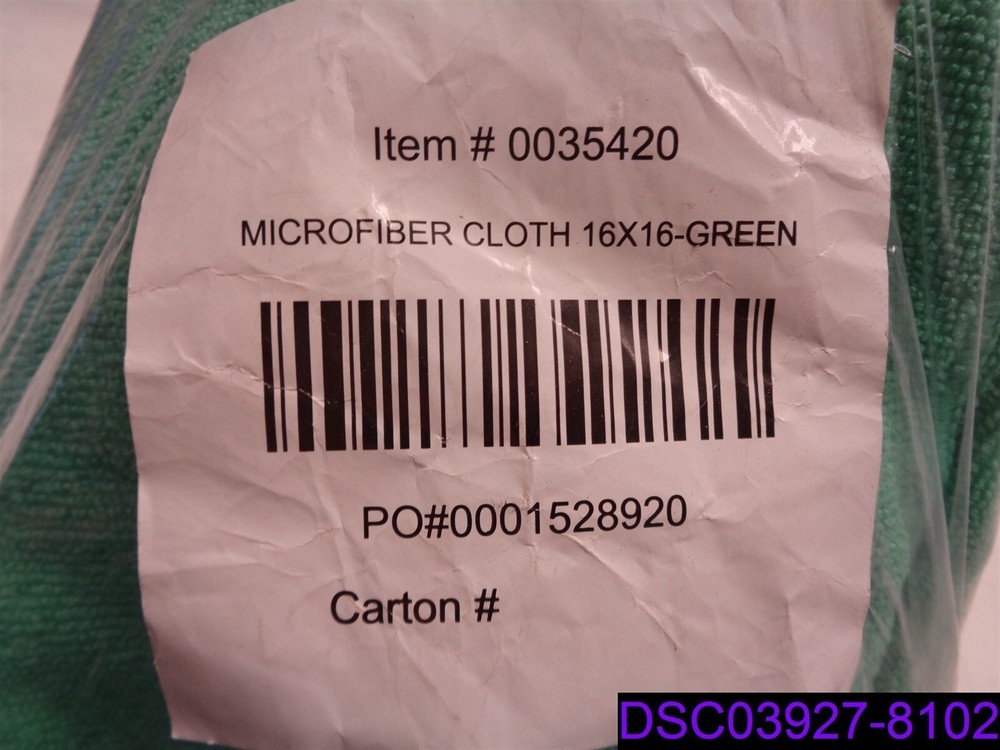 Item # 0035420
MICROFIBER CLOTH 16X16-GREEN
PO#0001528920
Carton #
DSC03927-8102